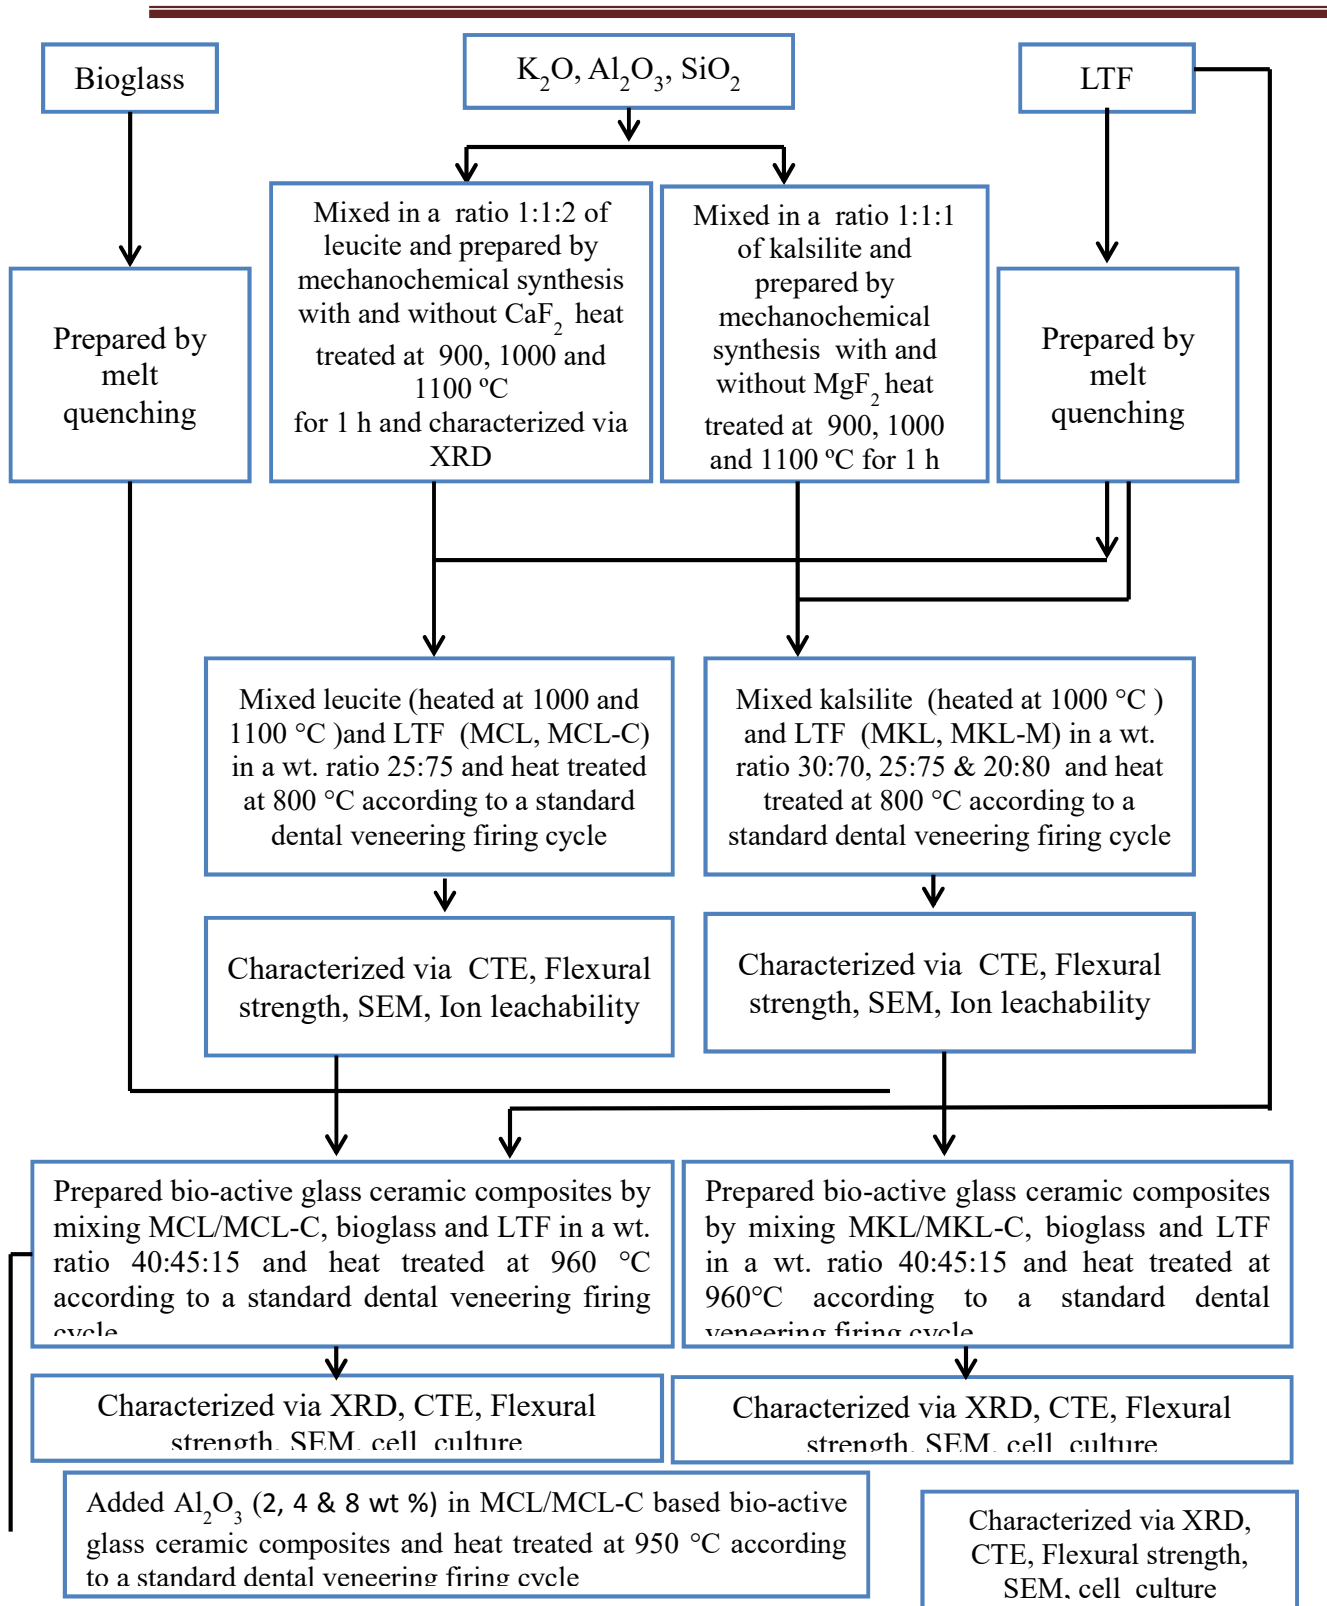 Bioglass
K2O, Al2O3, SiO2
LTF
Mixed in a ratio 1:1:2 of
leucite and prepared by
mechanochemical synthesis
with and without CaF2 heat
treated at 900, 1000 and
1100 ºC
for 1 h and characterized via
XRD
Mixed in a ratio 1:1:1
of kalsilite and
prepared by
mechanochemical
synthesis with and
without MgF2 heat
treated at 900, 1000
and 1100 ºC for 1 h
Prepared by
melt
quenching
Prepared by
melt
quenching
Mixed leucite (heated at 1000 and
1100 °C )and LTF (MCL, MCL-C)
in a wt. ratio 25:75 and heat treated
at 800 °C according to a standard
dental veneering firing cycle
Mixed kalsilite (heated at 1000 °C )
and LTF (MKL, MKL-M) in a wt.
ratio 30:70, 25:75 & 20:80 and heat
treated at 800 °C according to a
standard dental veneering firing cycle
Characterized via CTE, Flexural
strength, SEM, Ion leachability
Characterized via CTE, Flexural
strength, SEM, Ion leachability
Prepared bio-active glass ceramic composites by
mixing MCL/MCL-C, bioglass and LTF in a wt.
ratio 40:45:15 and heat treated at 960 °C
according to a standard dental veneering firing
cycle
Prepared bio-active glass ceramic composites
by mixing MKL/MKL-C, bioglass and LTF
in a wt. ratio 40:45:15 and heat treated at
960°C according to a standard dental
veneering firing cycle
Characterized via XRD, CTE, Flexural
strength, SEM, cell culture
Characterized via XRD, CTE, Flexural
strength, SEM, cell culture
Added Al2O3 (2, 4 & 8 wt %) in MCL/MCL-C based bio-active
glass ceramic composites and heat treated at 950 °C according
to a standard dental veneering firing cycle
Characterized via XRD,
CTE, Flexural strength,
SEM, cell culture